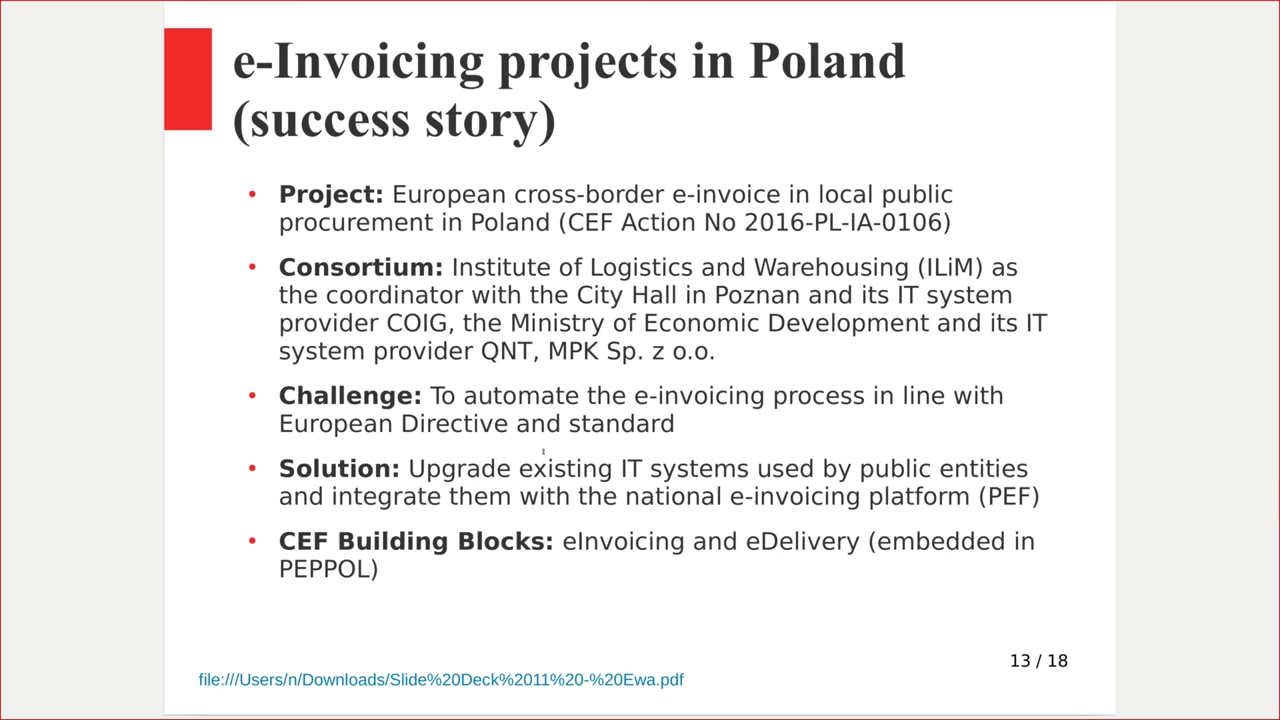 e-Invoicing projects in Poland
(success story)
• Project: European cross-border e-invoice in local public
procurement in Poland (CEF Action No 2016-PL-IA-0106)
• Consortium: Institute of Logistics and Warehousing (ILiM) as
the coordinator with the City Hall in Poznan and its IT system
provider COIG, the Ministry of Economic Development and its IT
system provider QNT, MPK Sp. z o.o.
• Challenge: To automate the e-invoicing process in line with
European Directive and standard
• Solution: Upgrade existing IT systems used by public entities
and integrate them with the national e-invoicing platform (PEF)
• CEF Building Blocks: eInvoicing and eDelivery (embedded in
PEPPOL)
13 / 18
file:///Users/n/Downloads/Slide%20Deck%2011%20-%20Ewa.pdf